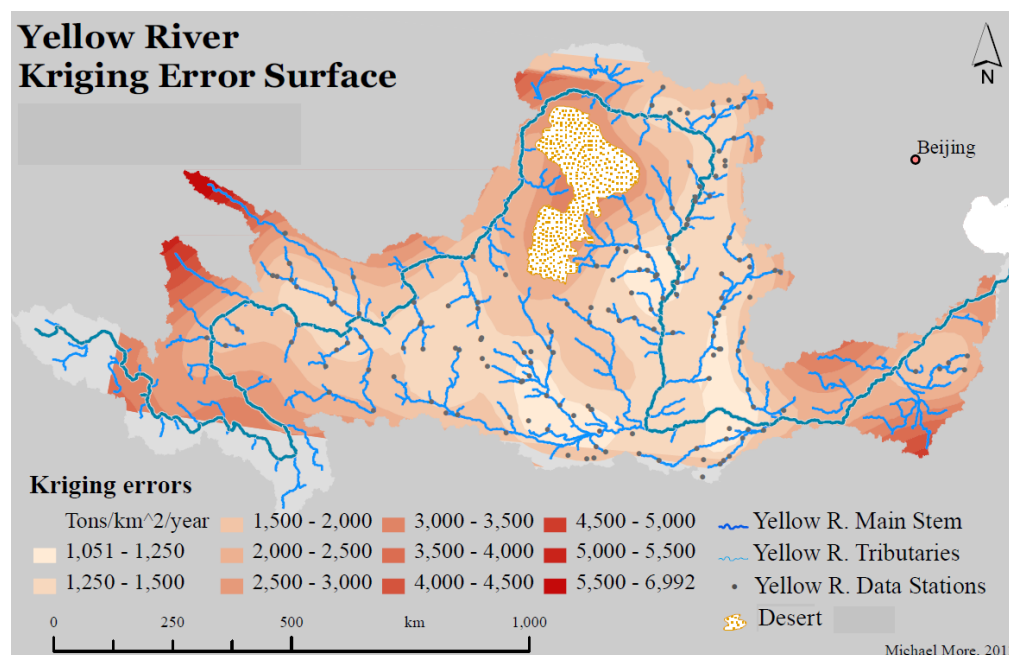 Yellow River
Kriging Error Surface
N
Beijing
Kriging errors
Tons/km^2/year
1,051 - 1,250
1,250 - 1,500
1,500 - 2,000
2,000 - 2,500
2,500 - 3,000
3,000 - 3,500
3,500 - 4,000
4,000 - 4,500
4,500 - 5,000
5,000 - 5,500
5,500 - 6,992
Yellow R. Main Stem
Yellow R. Tributaries
Yellow R. Data Stations
Desert
0 250 500 km 1,000
Michael More, 201